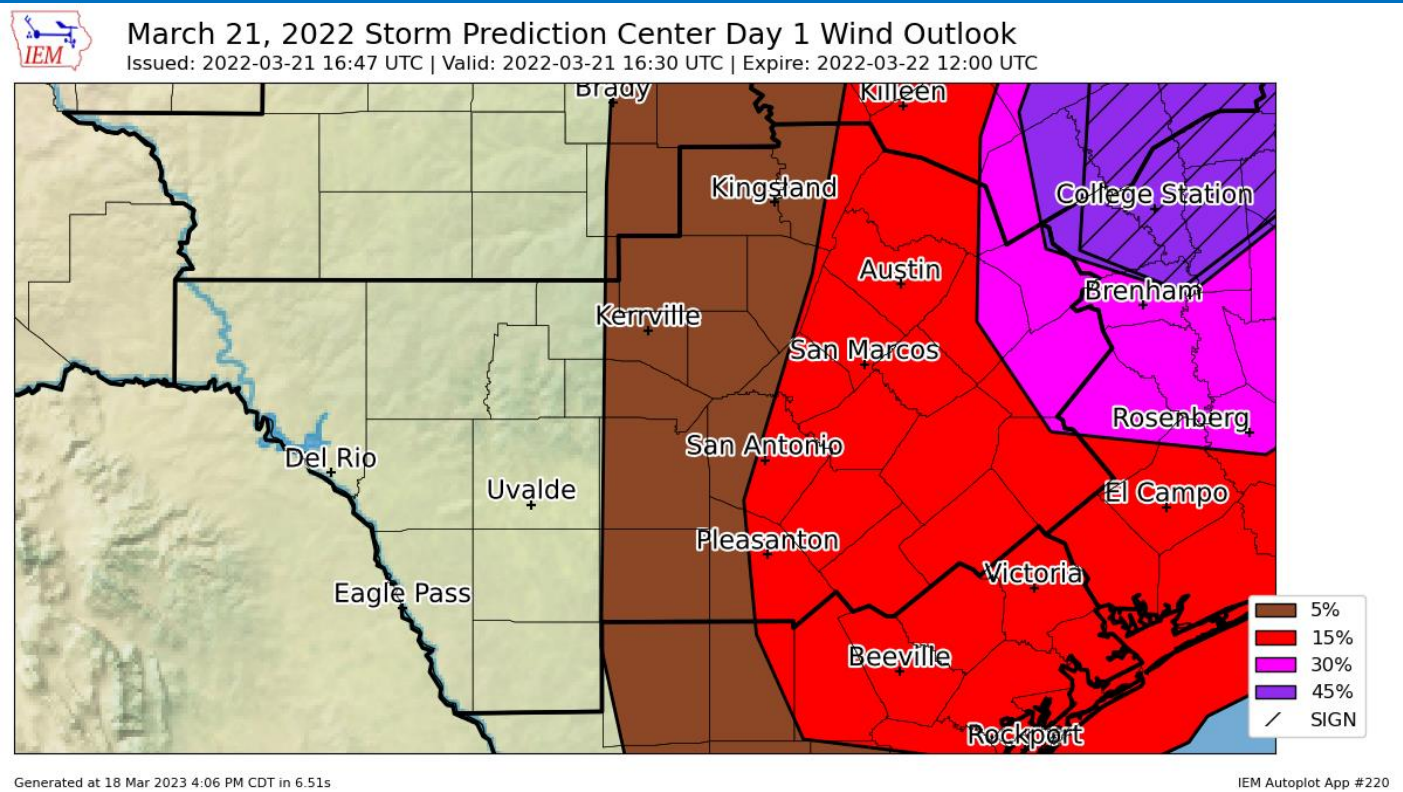 IEM
March 21, 2022 Storm Prediction Center Day 1 Wind Outlook
Issued: 2022-03-21 16:47 UTC | Valid: 2022-03-21 16:30 UTC | Expire: 2022-03-22 12:00 UTC
Brady
Killeen
Kingsland
College Station
Austin
Brenham
Kerrville
San Marcos
Rosenberg
San Antonio
Del Rio
Uvalde
El Campo
Pleasanton
Victoria
Eagle Pass
Beeville
Rockport
5%
15%
30%
45%
SIGN
Generated at 18 Mar 2023 4:06 PM CDT in 6.51s
IEM Autoplot App #220